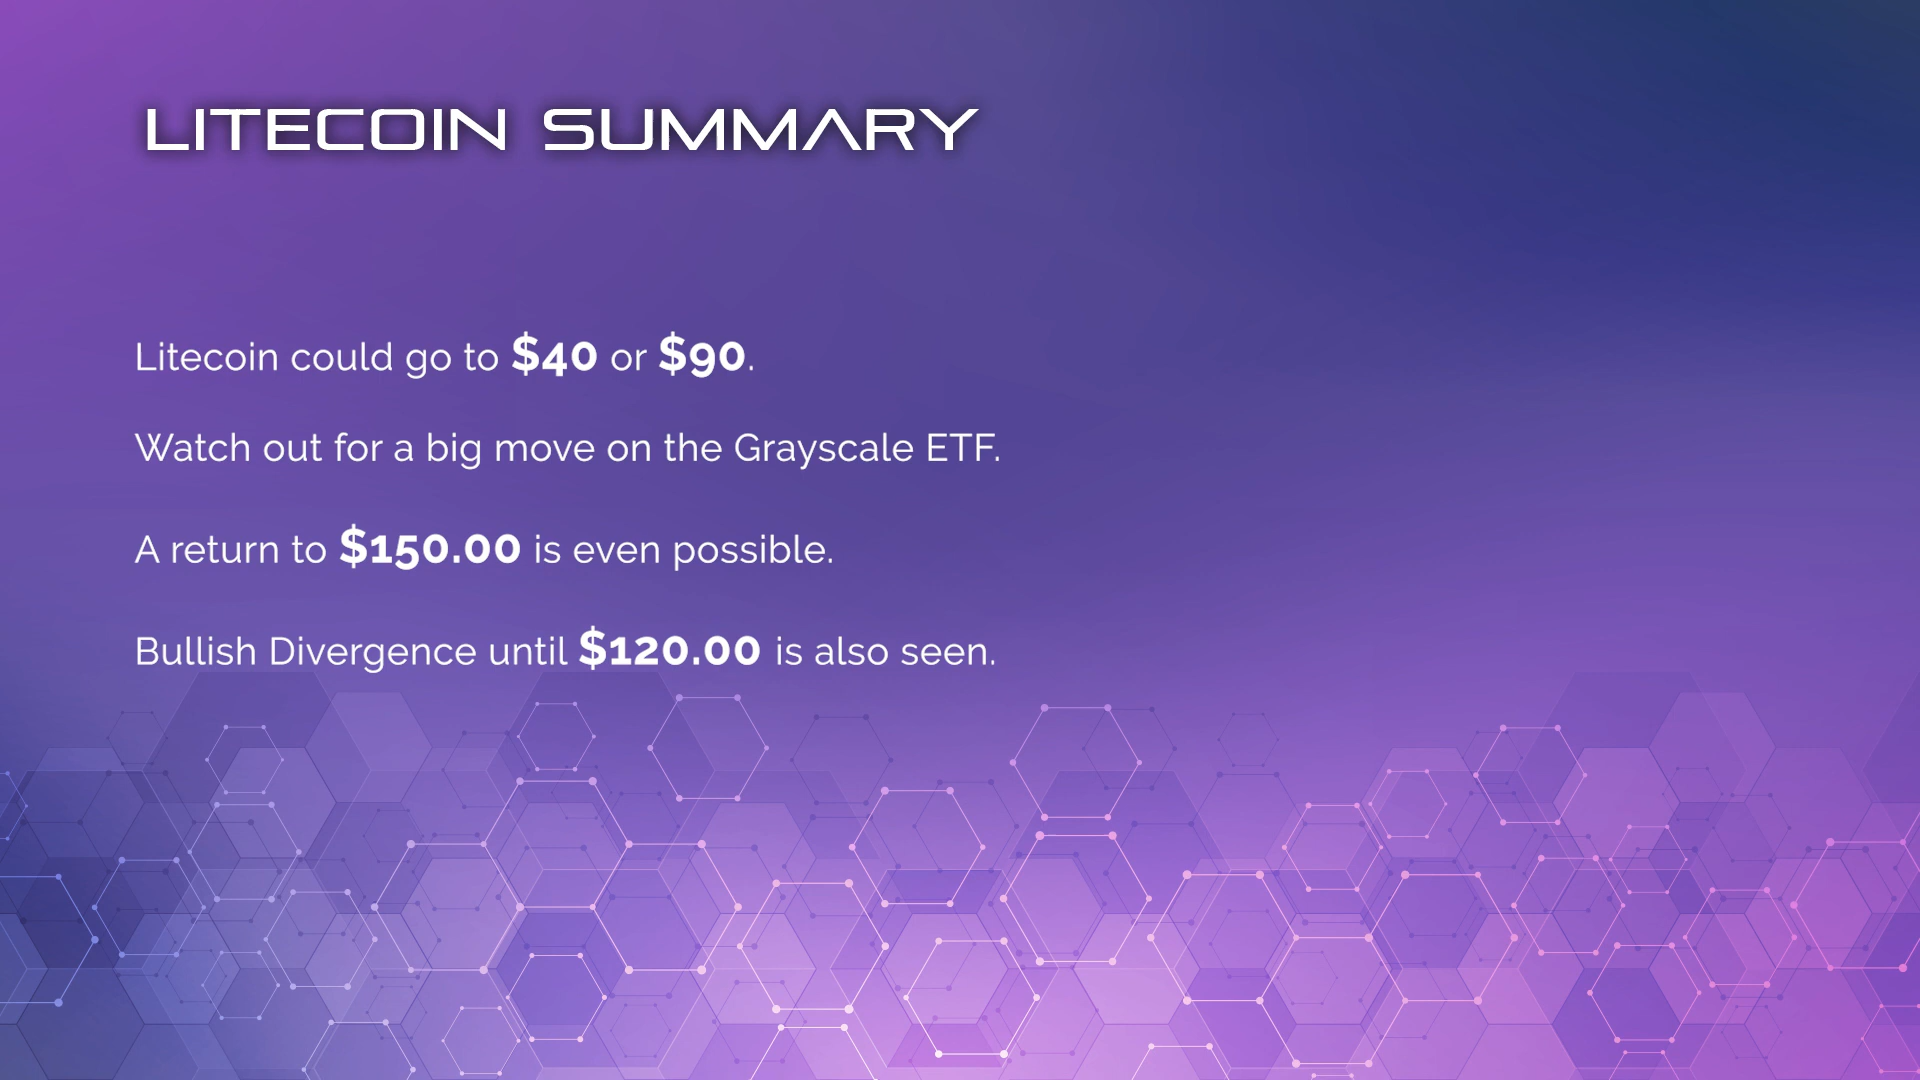 LITECOIN SUMMARY
Litecoin could go to $40 or $90.
Watch out for a big move on the Grayscale ETF.
A return to $150.00 is even possible.
Bullish Divergence until $120.00 is also seen.